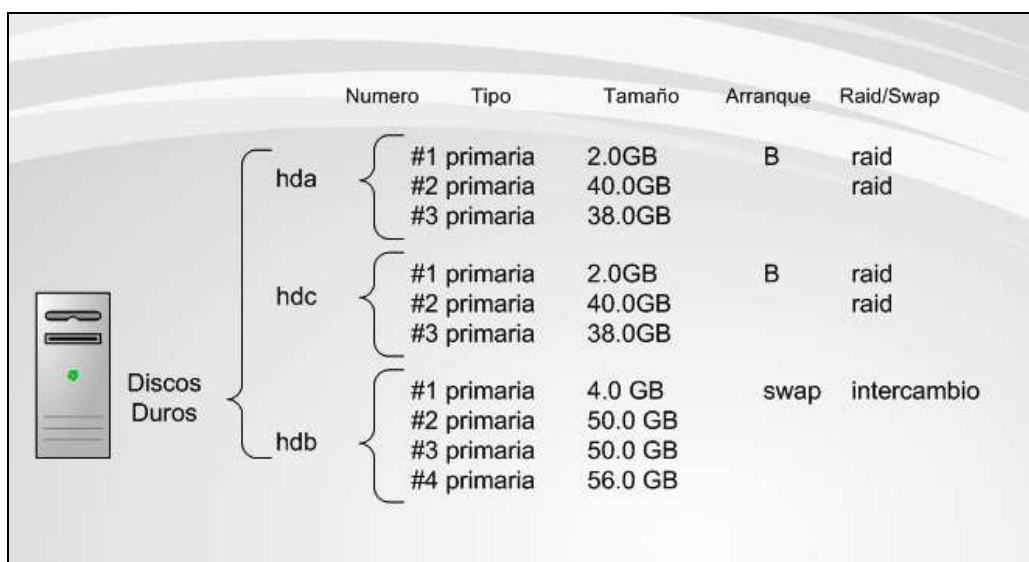 Numero Tipo Tamaño Arranque Raid/Swap
hda
#1 primaria 2.0GB B raid
#2 primaria 40.0GB raid
#3 primaria 38.0GB
hdc
#1 primaria 2.0GB B raid
#2 primaria 40.0GB raid
#3 primaria 38.0GB
Discos
Duros
hdb
#1 primaria 4.0 GB swap intercambio
#2 primaria 50.0 GB
#3 primaria 50.0 GB
#4 primaria 56.0 GB